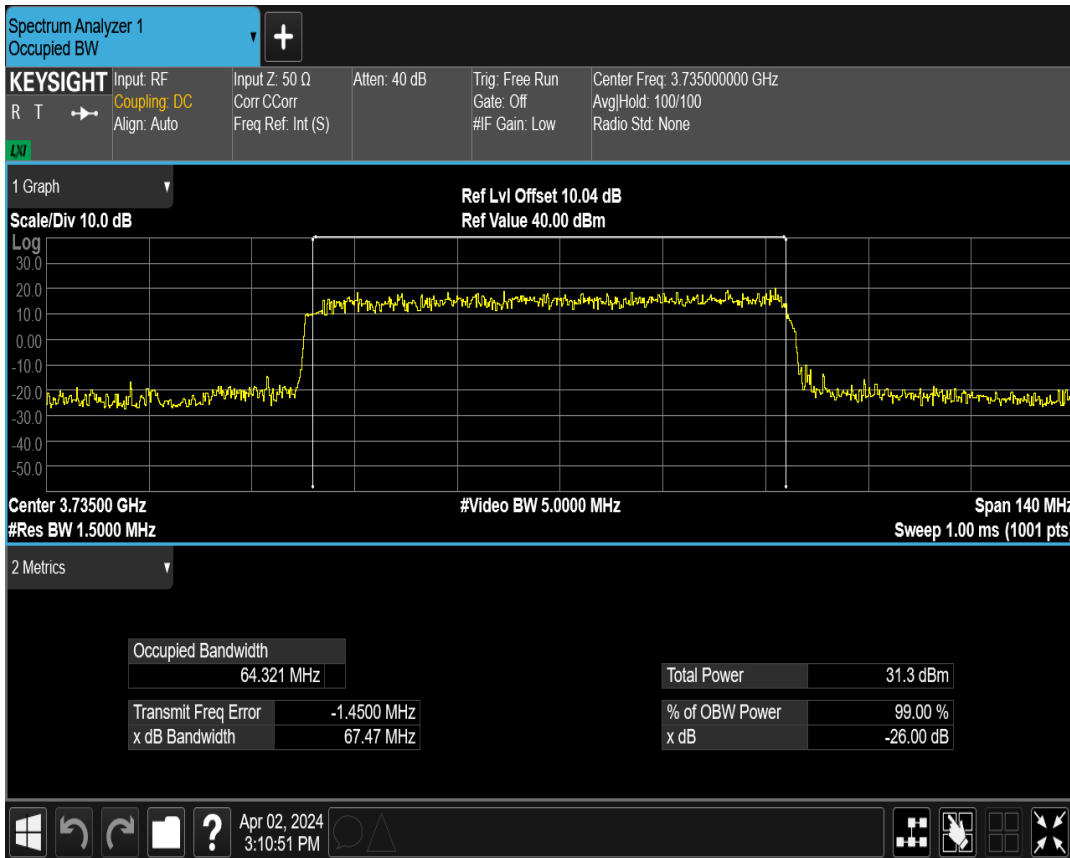 Spectrum Analyzer 1
Occupied BW
+
KEYSIGHT
R T
LXI
Input: RF
Coupling: DC
Align: Auto
Input Z: 50 Ω
Corr CCorr
Freq Ref: Int (S)
Atten: 40 dB
Trig: Free Run
Gate: Off
#IF Gain: Low
Center Freq: 3.735000000 GHz
Avg|Hold: 100/100
Radio Std: None
1 Graph
Scale/Div 10.0 dB
Ref Lvl Offset 10.04 dB
Ref Value 40.00 dBm
Log
30.0
20.0
10.0
0.00
-10.0
-20.0
-30.0
-40.0
-50.0
Center 3.73500 GHz
#Video BW 5.0000 MHz
Span 140 MHz
#Res BW 1.5000 MHz
Sweep 1.00 ms (1001 pts)
2 Metrics
Occupied Bandwidth
64.321 MHz
Total Power 31.3 dBm
Transmit Freq Error -1.4500 MHz
% of OBW Power 99.00 %
x dB Bandwidth 67.47 MHz
x dB -26.00 dB
?
Apr 02, 2024
3:10:51 PM